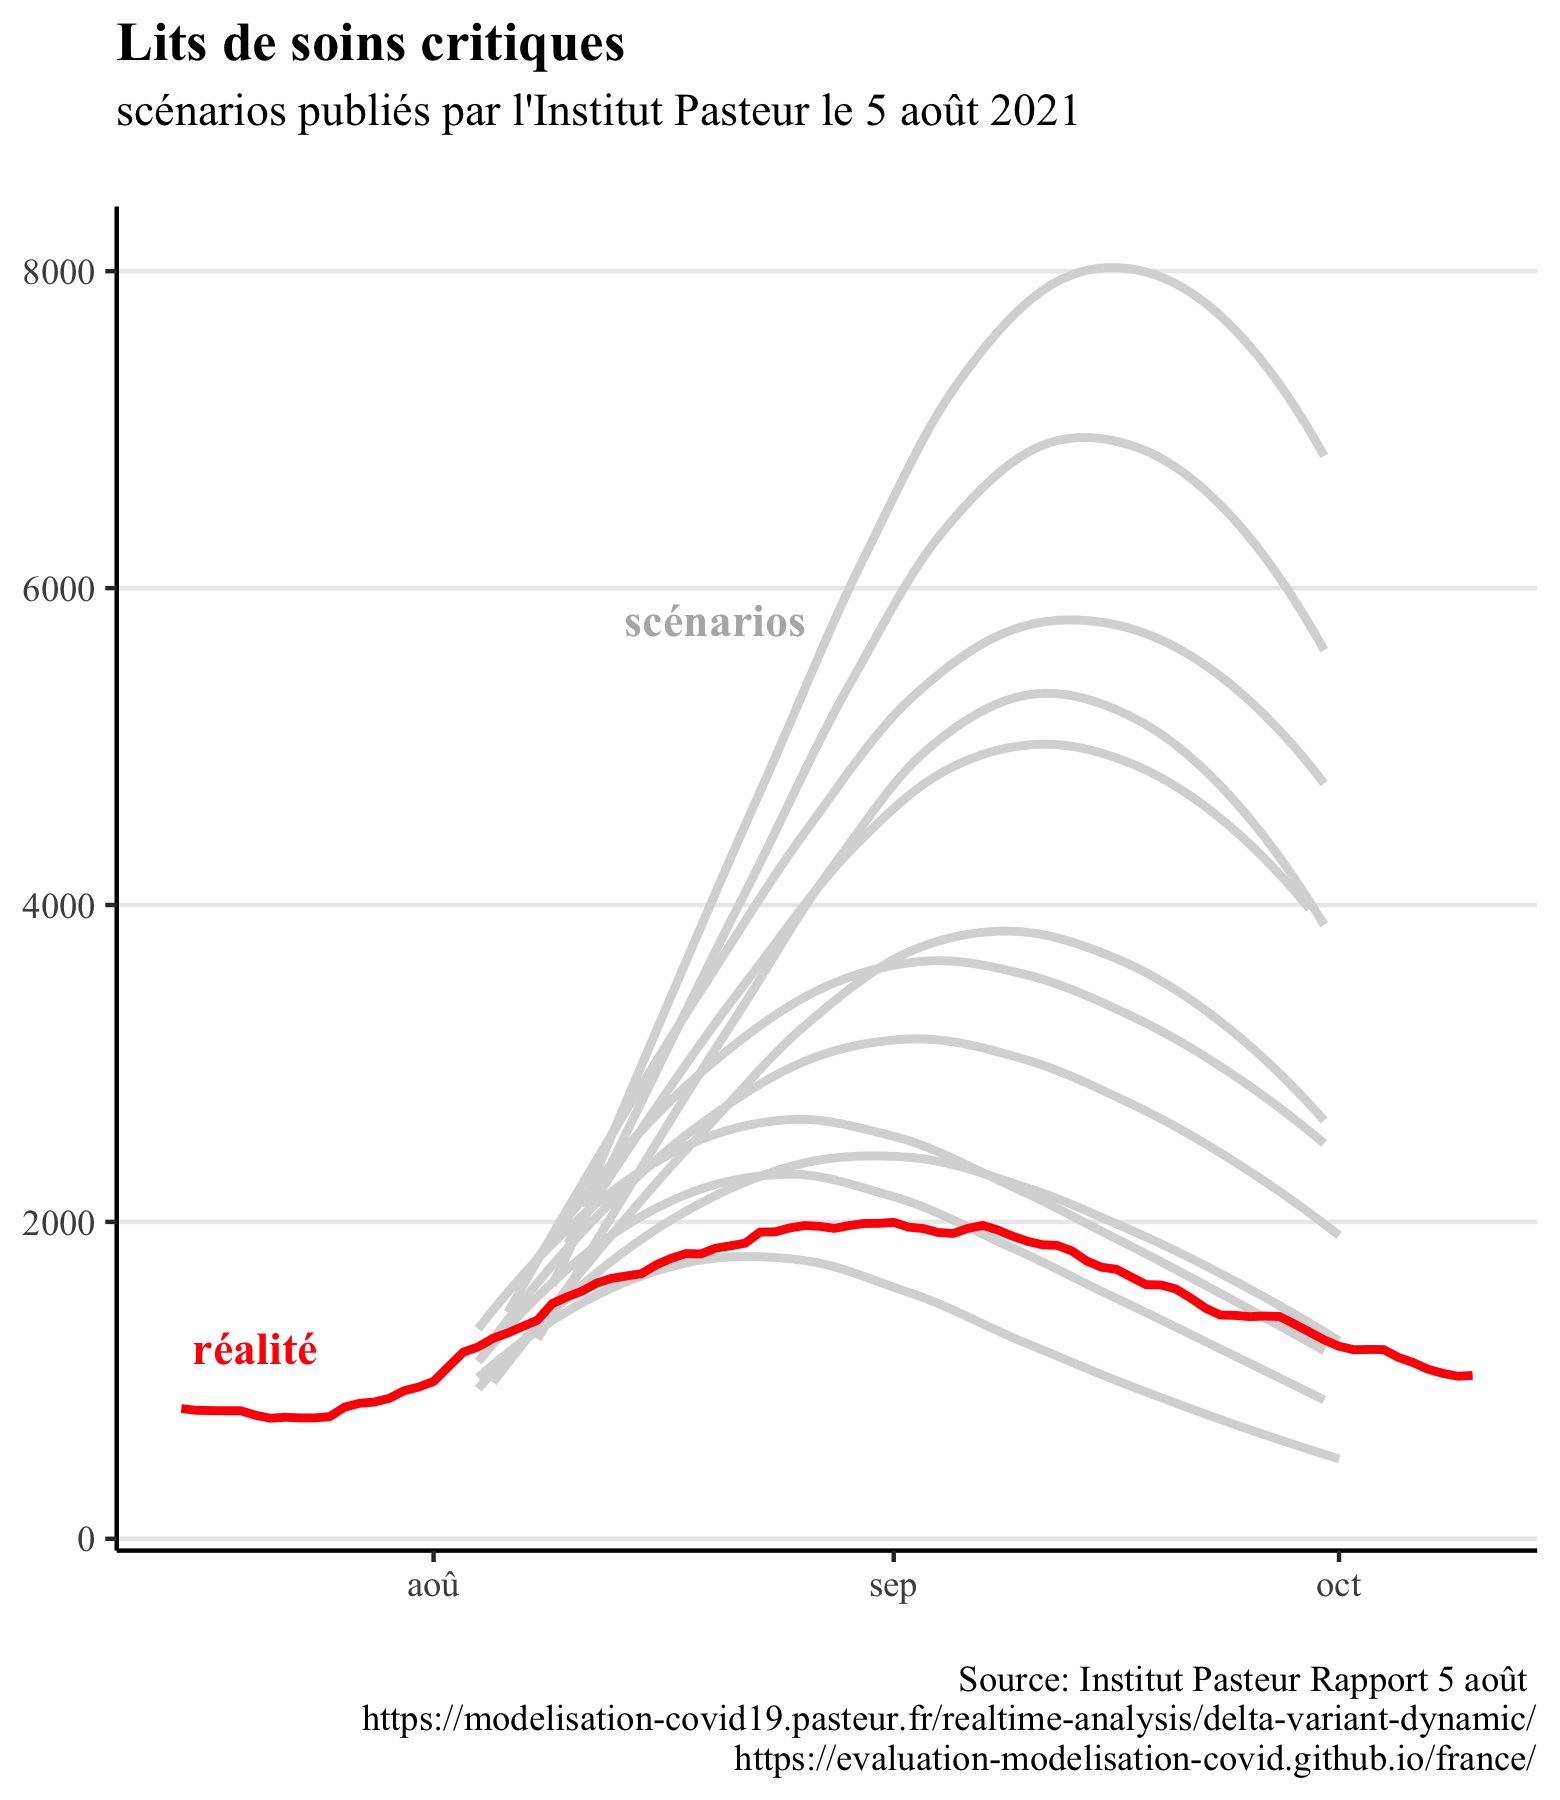 Lits de soins critiques
scénarios publiés par l'Institut Pasteur le 5 août 2021
8000
6000
scénarios
4000
2000
réalité
0
aoû sep oct
Source: Institut Pasteur Rapport 5 août
https://modelisation-covid19.pasteur.fr/realtime-analysis/delta-variant-dynamic/
https://evaluation-modelisation-covid.github.io/france/